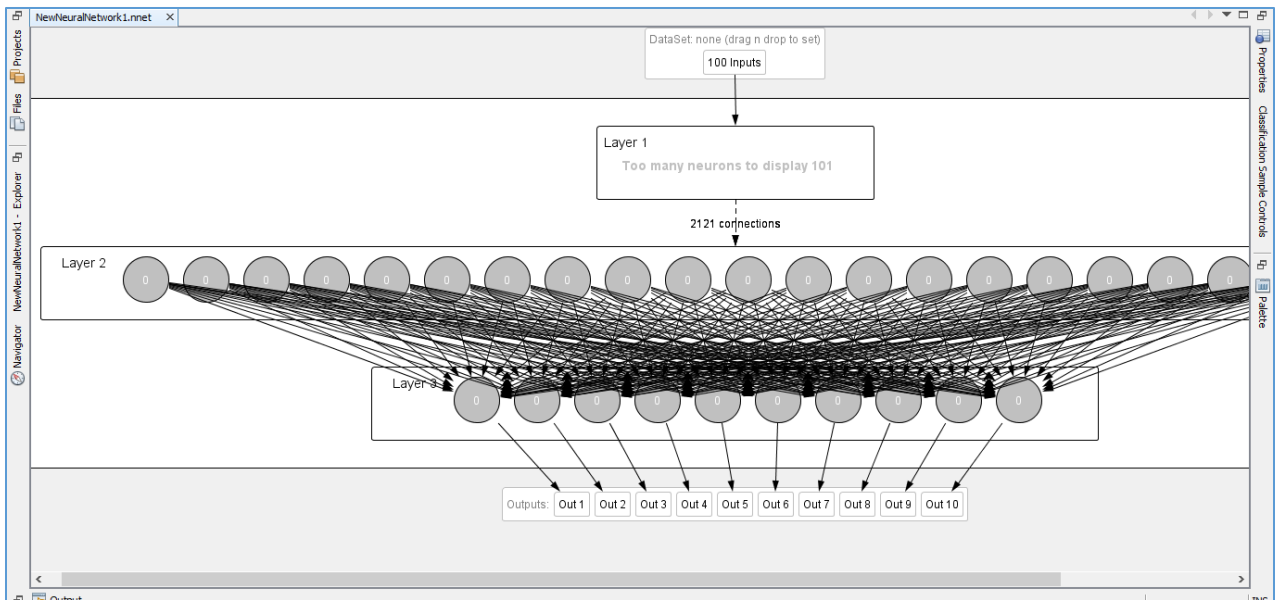 NewNeuralNetwork1.nnet
DataSet: none (drag n drop to set)
100 Inputs
Layer 1
Too many neurons to display 101
2121 connections
Layer 2
0 0 0 0 0 0 0 0 0 0 0 0 0 0 0 0 0 0 0
Layer 3
0 0 0 0 0 0 0 0 0 0
Outputs: Out 1 Out 2 Out 3 Out 4 Out 5 Out 6 Out 7 Out 8 Out 9 Out 10
Projects
Files
NewNeuralNetwork1 - Explorer
Navigator
Properties
Classification Sample Controls
Palette
Output